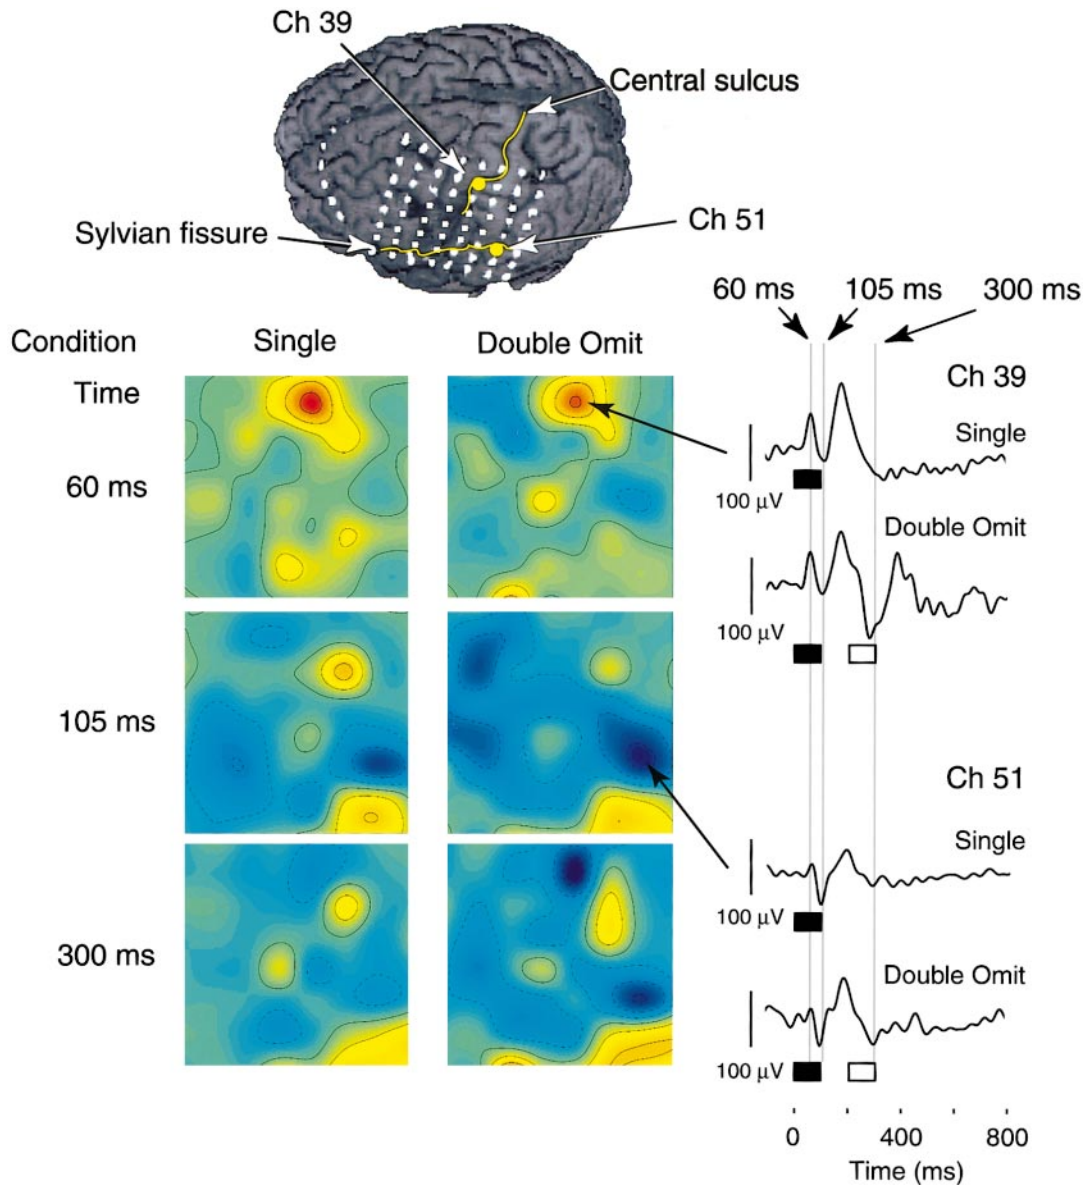 Ch 39
Central sulcus
Sylvian fissure
Ch 51
60 ms
105 ms
300 ms
Condition
Single
Double Omit
Time
60 ms
105 ms
300 ms
Ch 39
Single
100 µV
Double Omit
100 µV
Ch 51
Single
100 µV
Double Omit
100 µV
0 400 800
Time (ms)